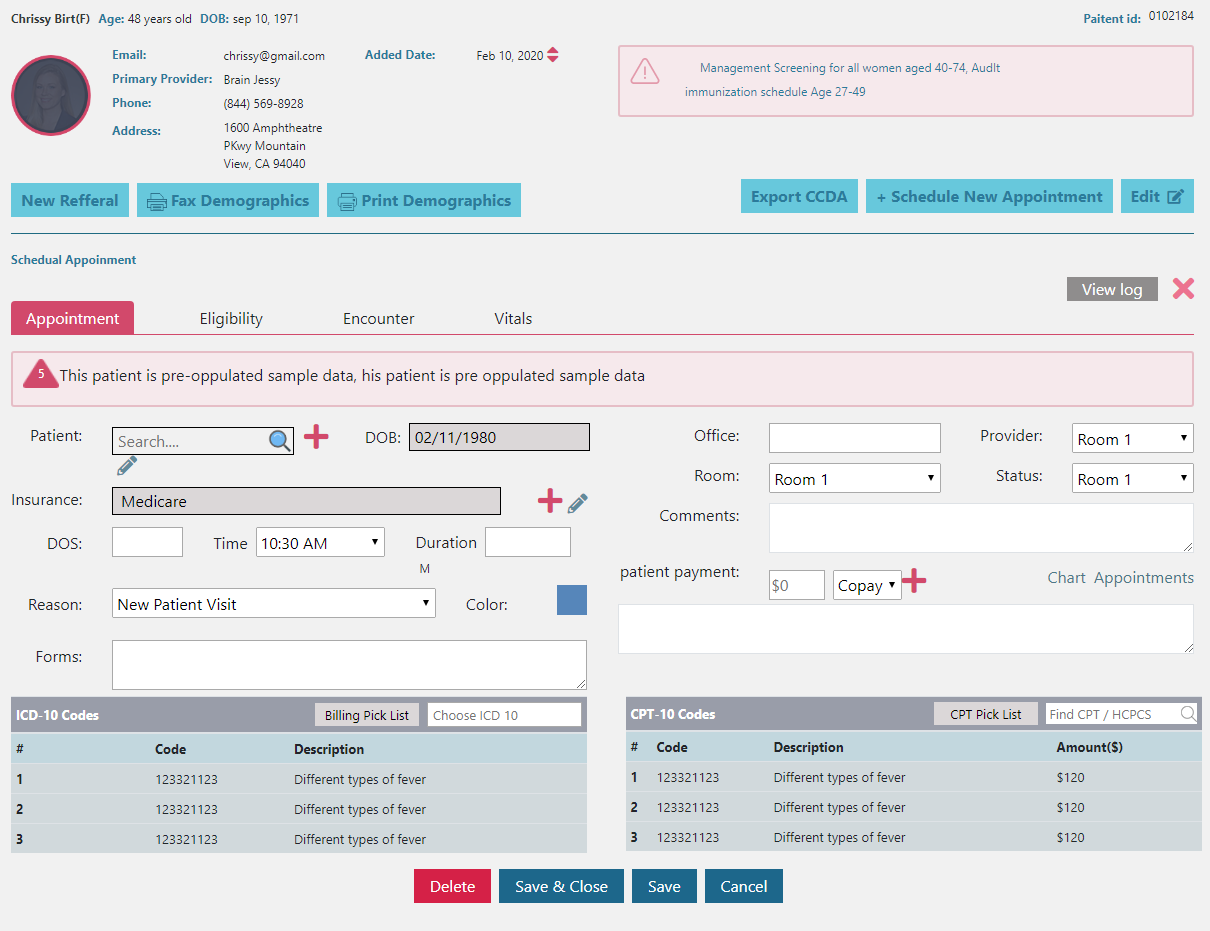 Chrissy Birt(F) Age: 48 years old DOB: sep 10, 1971
Paitent id: 0102184
Email: chrissy@gmail.com
Added Date: Feb 10, 2020
Primary Provider: Brain Jessy
Phone: (844) 569-8928
Address: 1600 Amphtheatre
PKwy Mountain
View, CA 94040
Management Screening for all women aged 40-74, Audlt
immunization schedule Age 27-49
New Refferal
Fax Demographics
Print Demographics
Export CCDA
+ Schedule New Appointment
Edit
Schedual Appoinment
View log
Appointment
Eligibility
Encounter
Vitals
5
This patient is pre-oppulated sample data, his patient is pre oppulated sample data
Patient: Search....
DOB: 02/11/1980
Insurance: Medicare
DOS:
Time 10:30 AM
Duration
M
Reason: New Patient Visit
Color:
Forms:
Office:
Provider: Room 1
Room: Room 1
Status: Room 1
Comments:
patient payment: $0 Copay
Chart Appointments
ICD-10 Codes
Billing Pick List
Choose ICD 10
# Code Description
1 123321123 Different types of fever
2 123321123 Different types of fever
3 123321123 Different types of fever
CPT-10 Codes
CPT Pick List
Find CPT / HCPCS
# Code Description Amount($)
1 123321123 Different types of fever $120
2 123321123 Different types of fever $120
3 123321123 Different types of fever $120
Delete
Save & Close
Save
Cancel